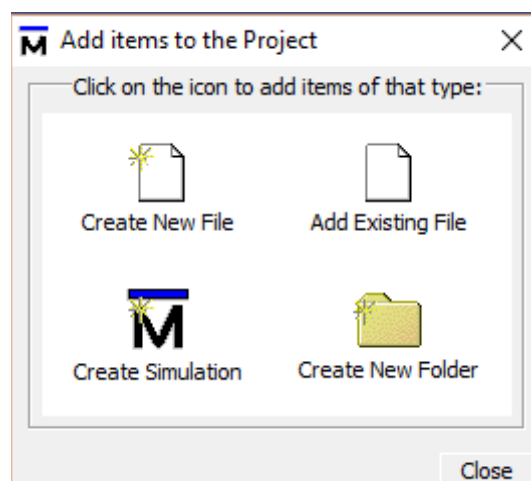 M Add items to the Project
Click on the icon to add items of that type:
Create New File Add Existing File
M
Create Simulation Create New Folder
Close